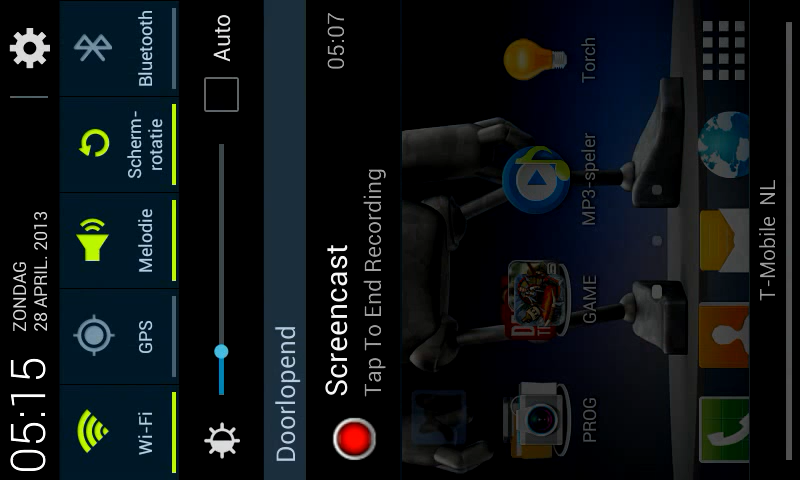 05:15
ZONDAG
28 APRIL. 2013
Wi-Fi
GPS
Melodie
Scherm-
rotatie
Bluetooth
Auto
Doorlopend
Screencast
05:07
Tap To End Recording
PROG
GAME
MP3-speler
Torch
T-Mobile NL